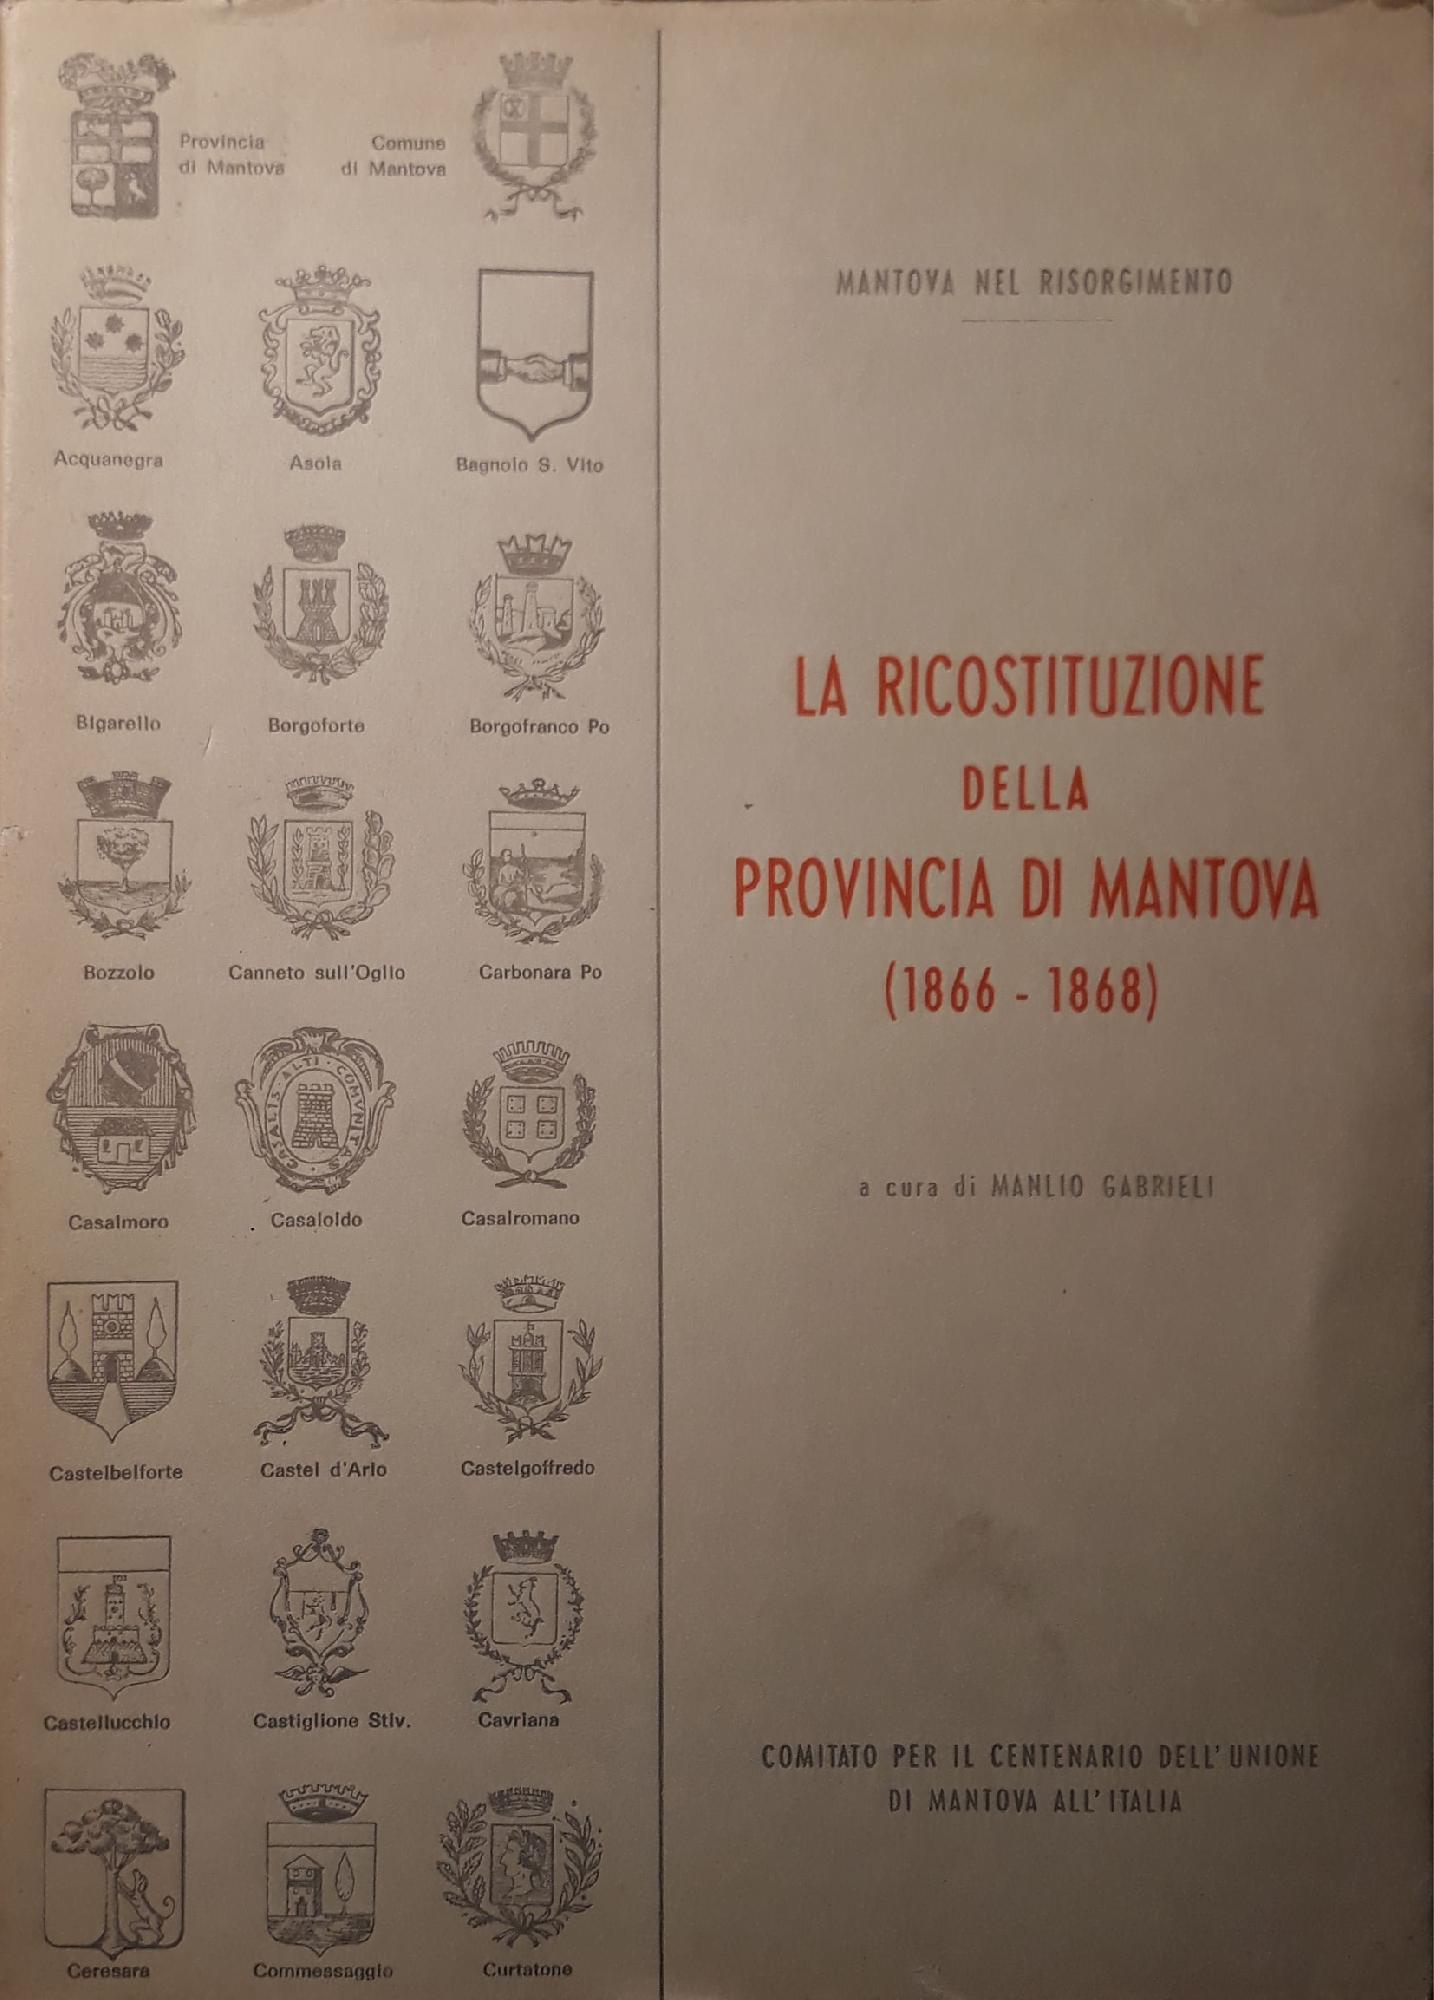 Provincia
di Mantova
Comune
di Mantova
Acquanegra
Asola
Bagnolo S. Vito
Bigarello
Borgoforte
Borgofranco Po
Bozzolo
Canneto sull'Oglio
Carbonara Po
CASALIS · ALTI · COMVNITAS ·
Casalmoro
Casaloldo
Casalromano
Castelbelforte
Castel d'Ario
Castelgoffredo
Castellucchio
Castiglione Stiv.
Cavriana
Ceresara
Commessaggio
Curtatone
MANTOVA NEL RISORGIMENTO
LA RICOSTITUZIONE
DELLA
PROVINCIA DI MANTOVA
(1866 - 1868)
a cura di MANLIO GABRIELI
COMITATO PER IL CENTENARIO DELL'UNIONE
DI MANTOVA ALL'ITALIA